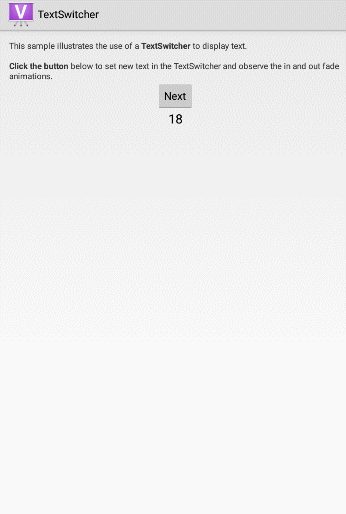 V TextSwitcher
This sample illustrates the use of a TextSwitcher to display text.
Click the button below to set new text in the TextSwitcher and observe the in and out fade
animations.
Next
18